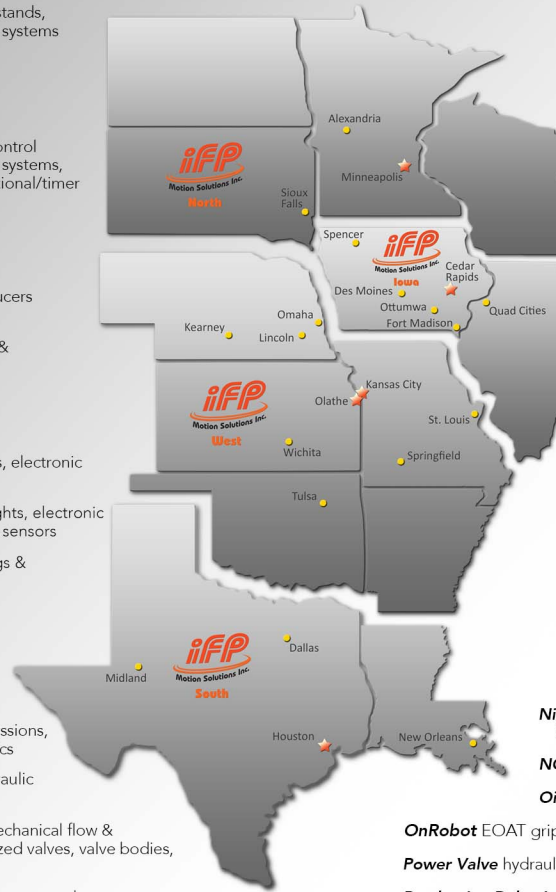 stands,
systems
ontrol
systems,
tional/timer
ucers
&
s, electronic
ghts, electronic
sensors
gs &
ssions,
cs
aulic
echanical flow &
zed valves, valve bodies,
Alexandria
Minneapolis
iFP
Motion Solutions Inc.
North
Sioux
Falls
Spencer
iFP
Motion Solutions Inc.
Iowa
Cedar
Rapids
Des Moines
Ottumwa
Fort Madison
Quad Cities
Omaha
Kearney
Lincoln
iFP
Motion Solutions Inc.
West
Kansas City
Olathe
St. Louis
Wichita
Springfield
Tulsa
iFP
Motion Solutions Inc.
South
Dallas
Midland
Houston
New Orleans
Ni
NO
Oi
OnRobot EOAT grip
Power Valve hydraul